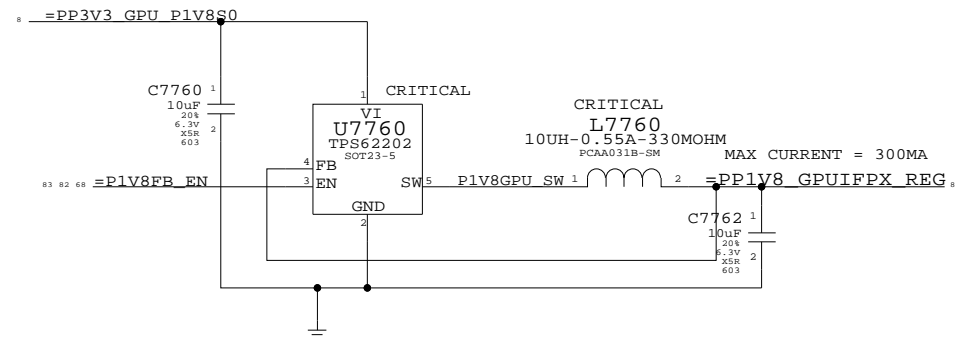 8 =PP3V3_GPU_P1V8S0
C7760 1
10uF
20%
6.3V
X5R 2
603
1 CRITICAL
VI
U7760
TPS62202
SOT23-5
4 FB
83 82 68 =P1V8FB_EN 3 EN
SW 5 P1V8GPU_SW 1
GND
2
CRITICAL
L7760
10UH-0.55A-330MOHM
PCAA031B-SM
2
MAX CURRENT = 300MA
=PP1V8_GPUIFPX_REG 8
C7762 1
10uF
20%
6.3V
X5R 2
603